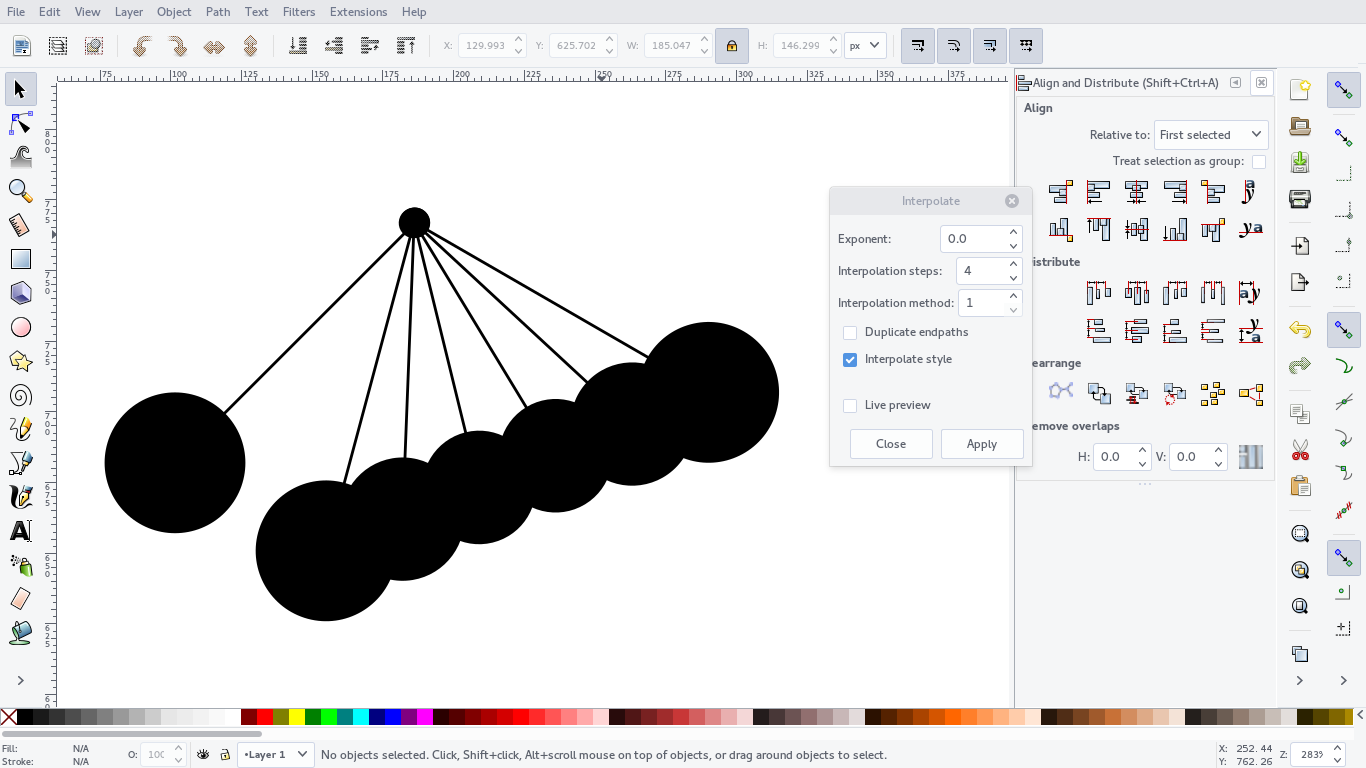 File Edit View Layer Object Path Text Filters Extensions Help
X: 129.993 Y: 625.702 W: 185.047 H: 146.299 px
75 100 125 150 175 200 225 250 275 300 325 350 375
Align and Distribute (Shift+Ctrl+A)
Align
Relative to: First selected
Treat selection as group:
Interpolate
Exponent: 0.0
Interpolation steps: 4
Interpolation method: 1
Duplicate endpaths
Interpolate style
Live preview
Close Apply
istribute
earrange
emove overlaps
H: 0.0 V: 0.0
Fill: N/A
Stroke: N/A
O: 100
•Layer 1
No objects selected. Click, Shift+click, Alt+scroll mouse on top of objects, or drag around objects to select.
X: 252.44
Y: 762.26
Z: 283%